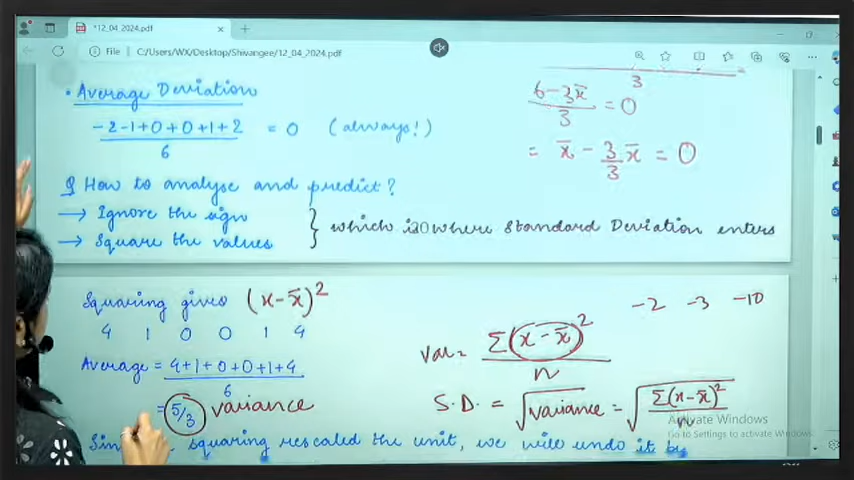 *12_04_2024.pdf
File C:/Users/WX/Desktop/Shivangee/12_04_2024.pdf
3
• Average Deviation
-2-1+0+0+1+2 / 6 = 0 (always!)
6-3x̄ / 3 = 0
= x̄ - 3/3 x̄ = 0
Q How to analyse and predict?
→ Ignore the sign
→ Square the values
} which is where Standard Deviation enters
Squaring gives (x-x̄)²
-2 -3 -10
4 1 0 0 1 4
Var = Σ(x-x̄)² / n
Average = 4+1+0+0+1+4 / 6
= 5/3 variance
S.D. = √variance = √Σ(x-x̄)² / n
Activate Windows
Go to Settings to activate Windows.
squaring rescaled the unit, we will undo it by